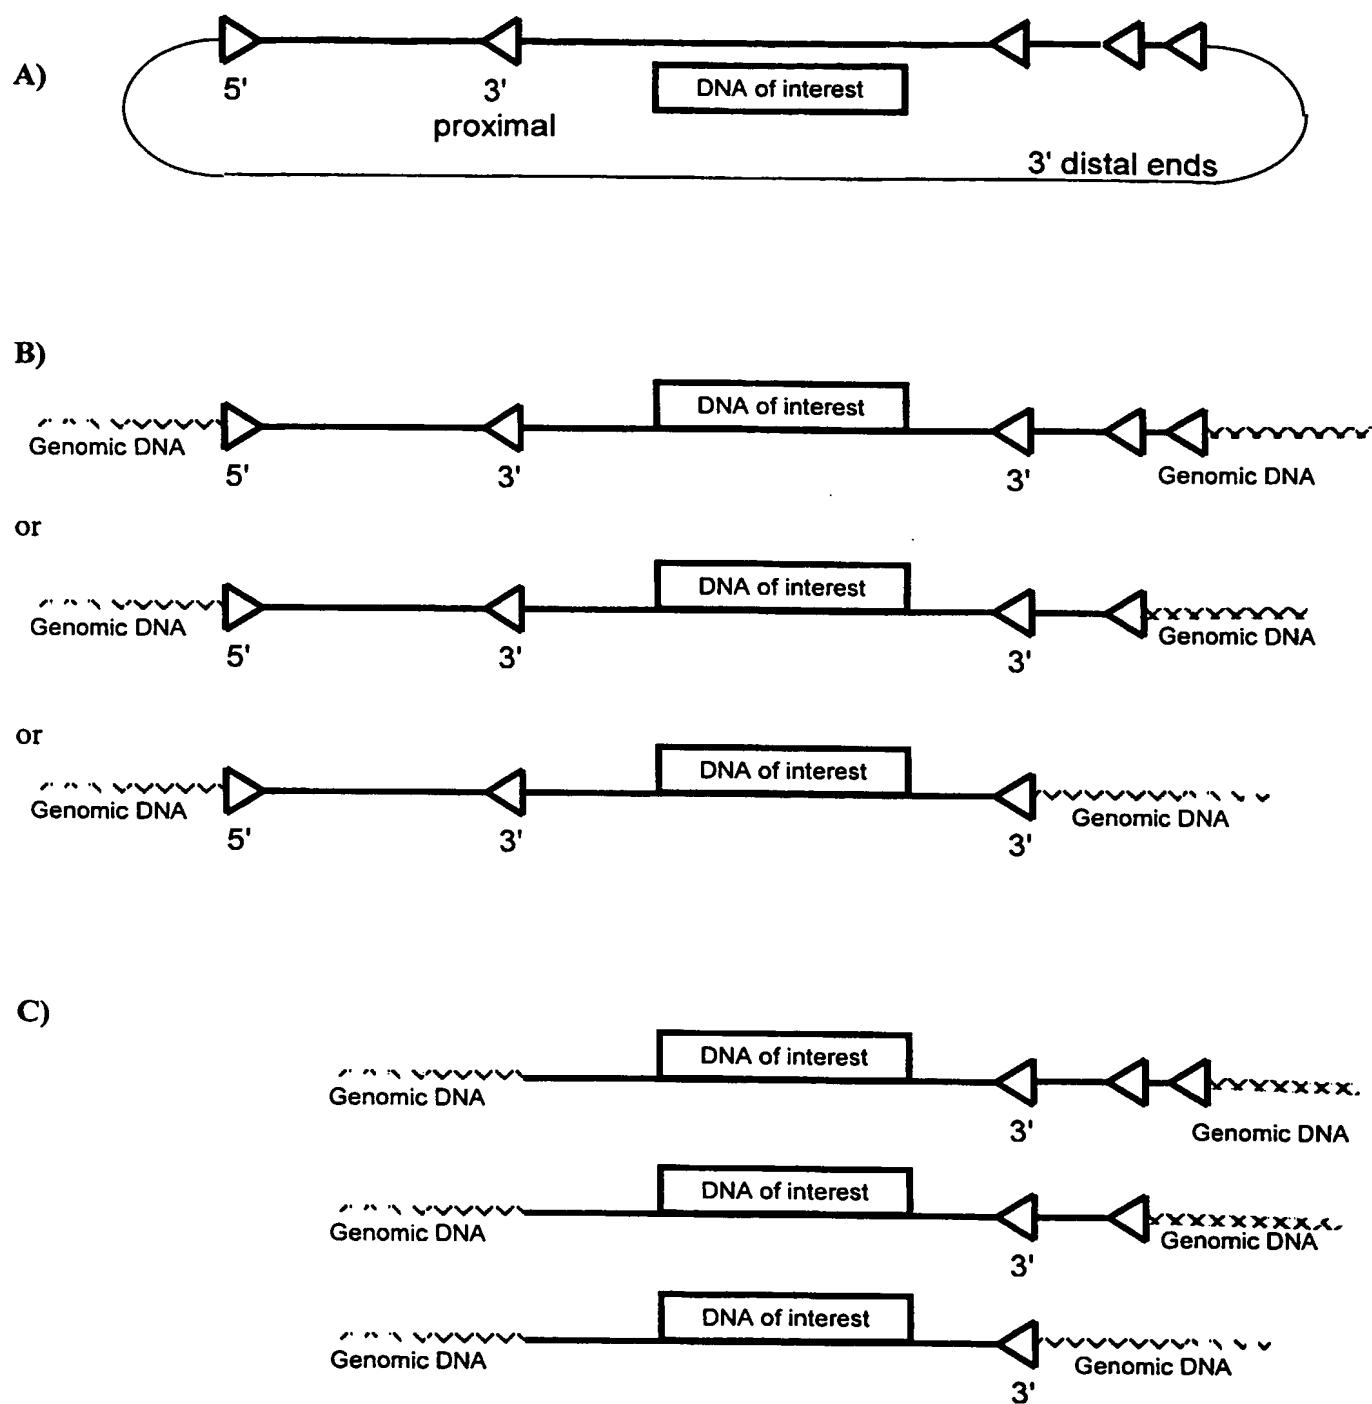 A)
5'
3'
proximal
DNA of interest
3' distal ends
B)
DNA of interest
Genomic DNA
5'
3'
3'
Genomic DNA
or
DNA of interest
Genomic DNA
5'
3'
3'
Genomic DNA
or
DNA of interest
Genomic DNA
5'
3'
3'
Genomic DNA
C)
DNA of interest
Genomic DNA
3'
Genomic DNA
DNA of interest
Genomic DNA
3'
Genomic DNA
DNA of interest
Genomic DNA
3'
Genomic DNA